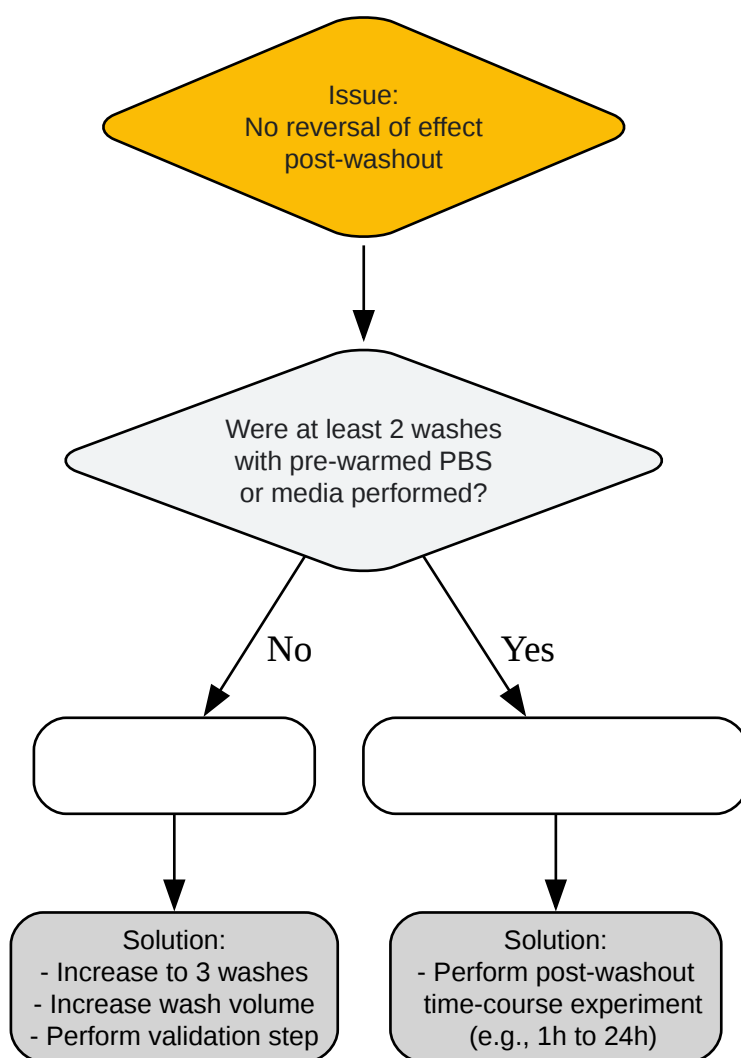 Issue:
No reversal of effect
post-washout
Were at least 2 washes
with pre-warmed PBS
or media performed?
No
Yes
Solution:
- Increase to 3 washes
- Increase wash volume
- Perform validation step
Solution:
- Perform post-washout
time-course experiment
(e.g., 1h to 24h)